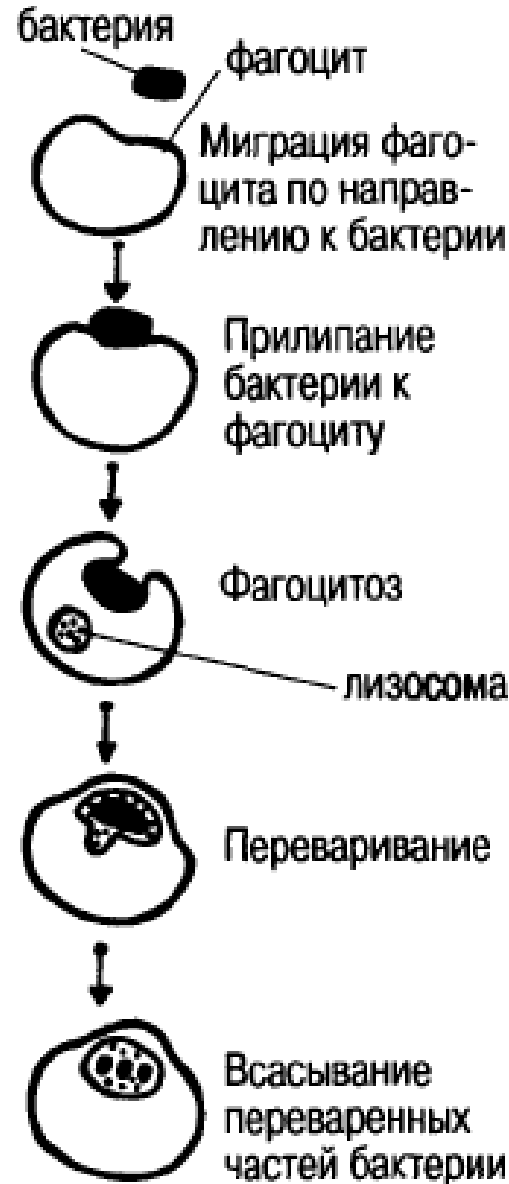 бактерия
фагоцит
Миграция фаго-
цита по направ-
лению к бактерии
Прилипание
бактерии к
фагоциту
Фагоцитоз
лизосома
Переваривание
Всасывание
переваренных
частей бактерии